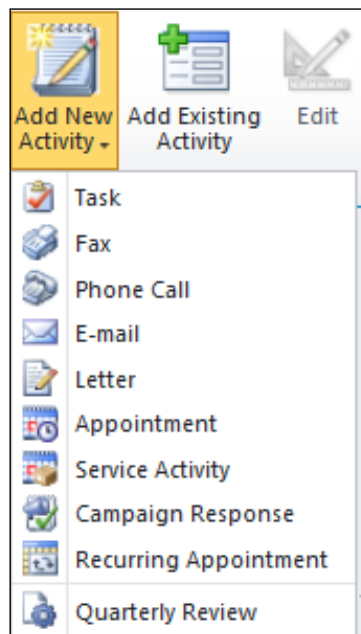 Add New Add Existing Edit
Activity Activity
Task
Fax
Phone Call
E-mail
Letter
Appointment
Service Activity
Campaign Response
Recurring Appointment
Quarterly Review